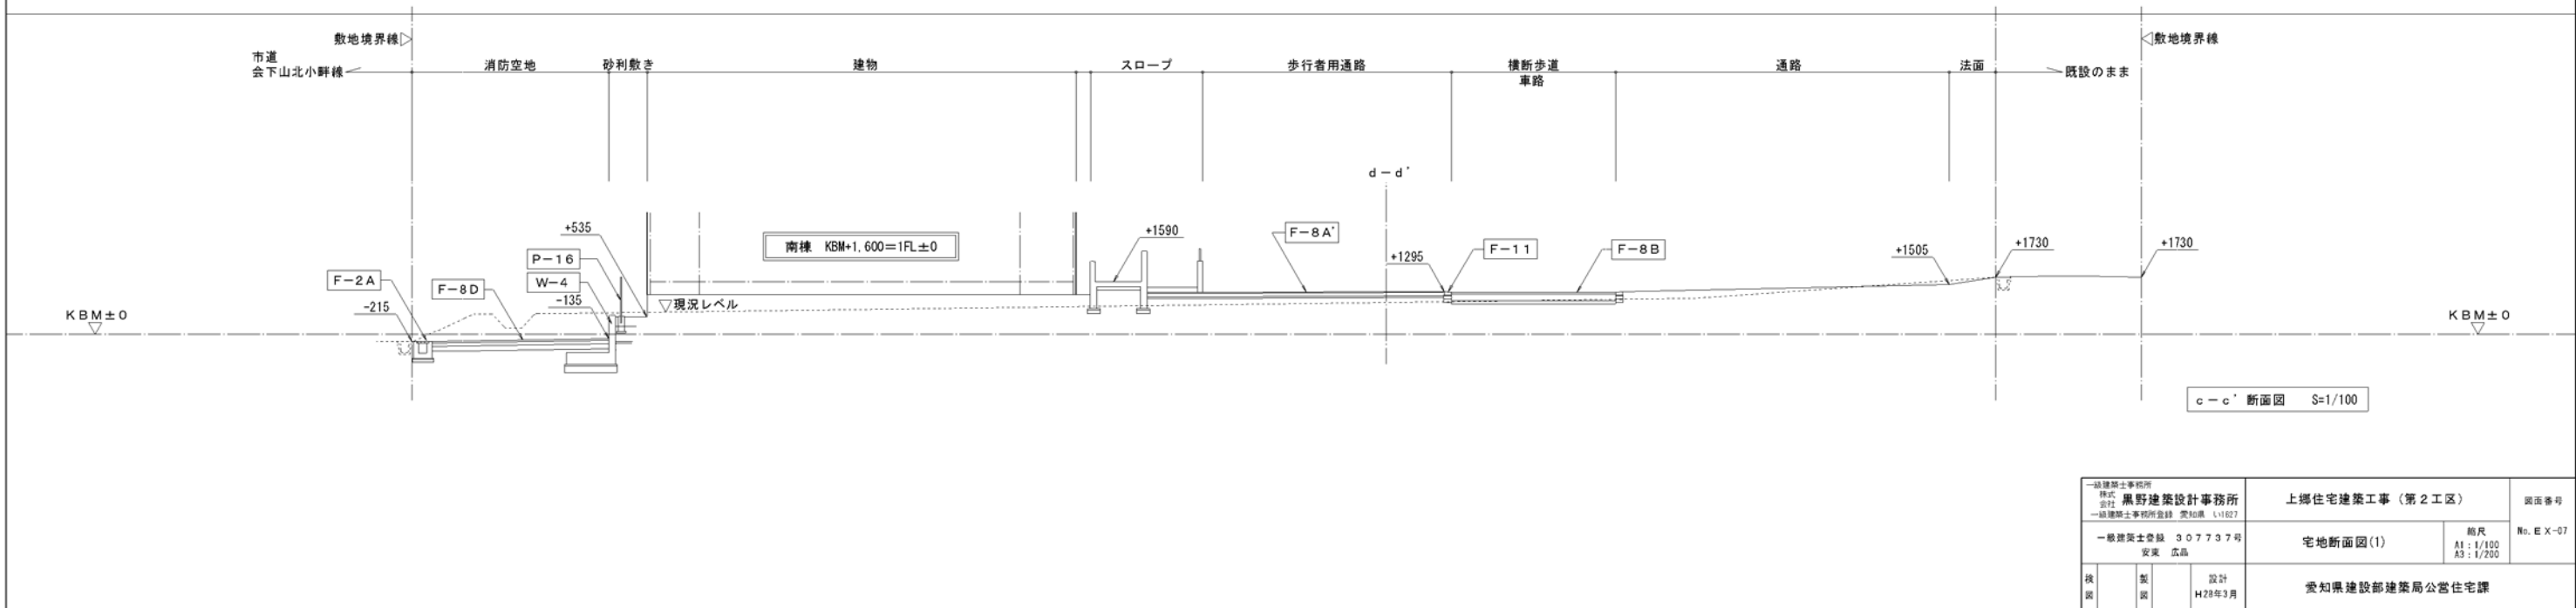 敷地境界線
敷地境界線
市道
会下山北小畔線
消防空地
砂利敷き
建物
スロープ
歩行者用通路
横断歩道
車路
通路
法面
既設のまま
d－d'
+535
南棟 KBM+1,600＝1FL±0
+1590
F－8A'
+1295
F－11
F－8B
+1505
+1730
+1730
P－16
F－2A
F－8D
W－4
-215
-135
現況レベル
KBM±0
KBM±0
c－c' 断面図 S=1/100
一級建築士事務所
株式会社 黒野建築設計事務所
一級建築士事務所登録 愛知県 い1627
上郷住宅建築工事（第２工区）
図面番号
No.EX-07
一級建築士登録 ３０７７３７号
安東 広晶
宅地断面図(1)
縮尺
A1：1/100
A3：1/200
検図
製図
設計
H28年3月
愛知県建設部建築局公営住宅課